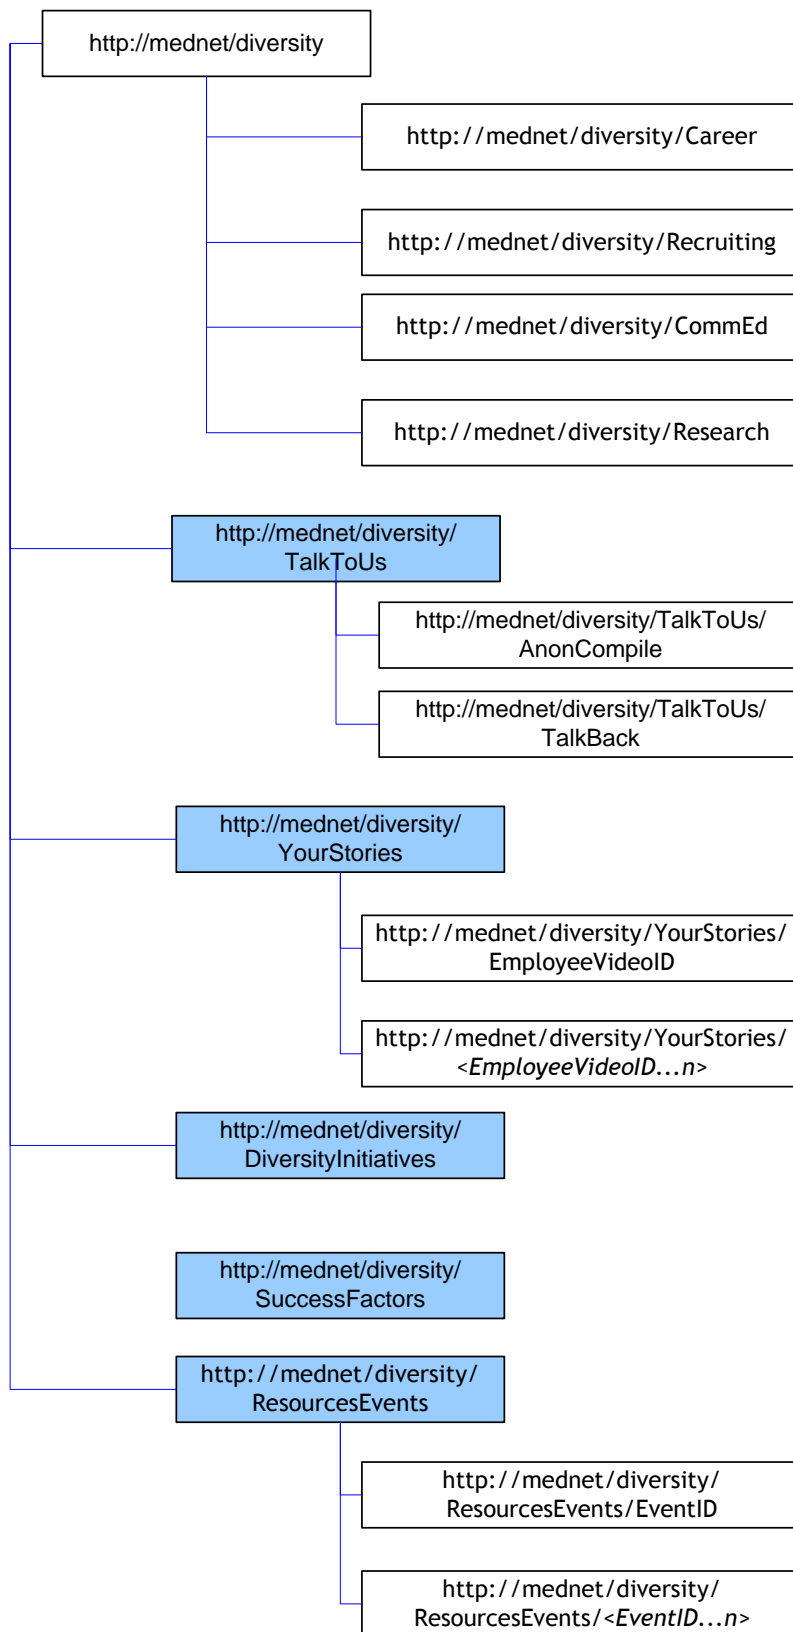 http://mednet/diversity
http://mednet/diversity/Career
http://mednet/diversity/Recruiting
http://mednet/diversity/CommEd
http://mednet/diversity/Research
http://mednet/diversity/
TalkToUs
http://mednet/diversity/TalkToUs/
AnonCompile
http://mednet/diversity/TalkToUs/
TalkBack
http://mednet/diversity/
YourStories
http://mednet/diversity/YourStories/
EmployeeVideoID
http://mednet/diversity/YourStories/
<EmployeeVideoID...n>
http://mednet/diversity/
DiversityInitiatives
http://mednet/diversity/
SuccessFactors
http://mednet/diversity/
ResourcesEvents
http://mednet/diversity/
ResourcesEvents/EventID
http://mednet/diversity/
ResourcesEvents/<EventID...n>